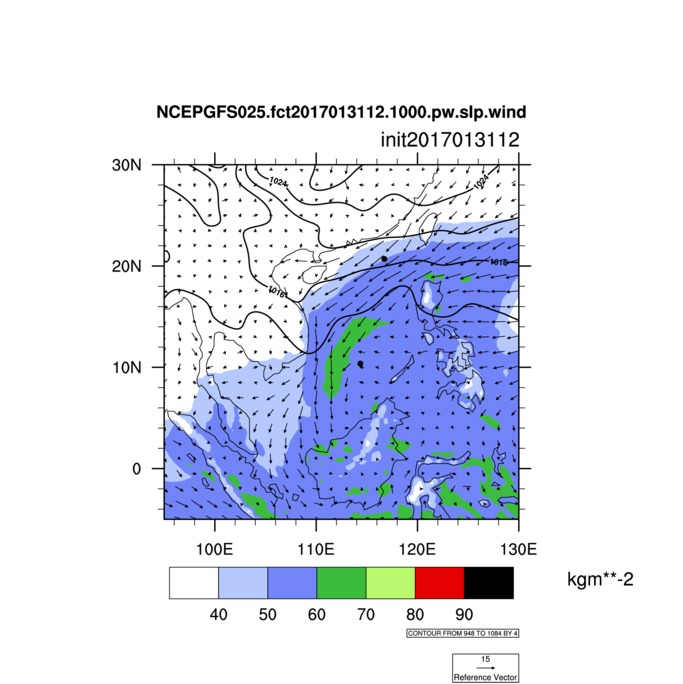 NCEPGFS025.fct2017013112.1000.pw.slp.wind
init2017013112
30N
20N
10N
0
1024
1024
1016
1016
100E 110E 120E 130E
kgm**-2
40 50 60 70 80 90
CONTOUR FROM 948 TO 1084 BY 4
15
Reference Vector